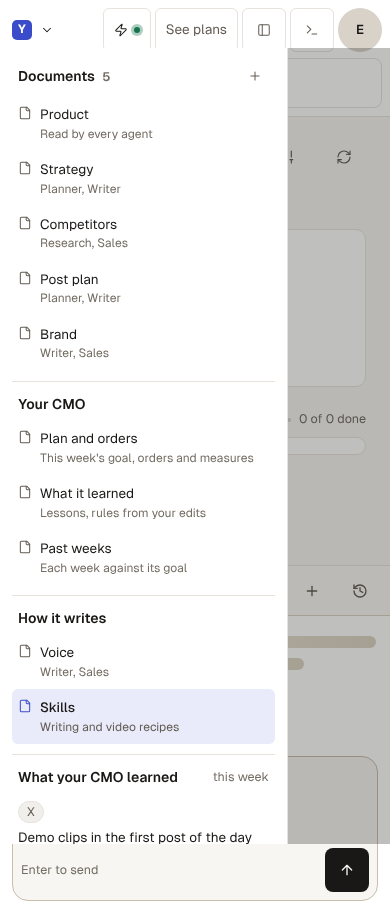 Y
See plans
E
Documents 5
Product
Read by every agent
Strategy
Planner, Writer
Competitors
Research, Sales
Post plan
Planner, Writer
Brand
Writer, Sales
0 of 0 done
Your CMO
Plan and orders
This week's goal, orders and measures
What it learned
Lessons, rules from your edits
Past weeks
Each week against its goal
How it writes
Voice
Writer, Sales
Skills
Writing and video recipes
What your CMO learned this week
X
Demo clips in the first post of the day
Enter to send